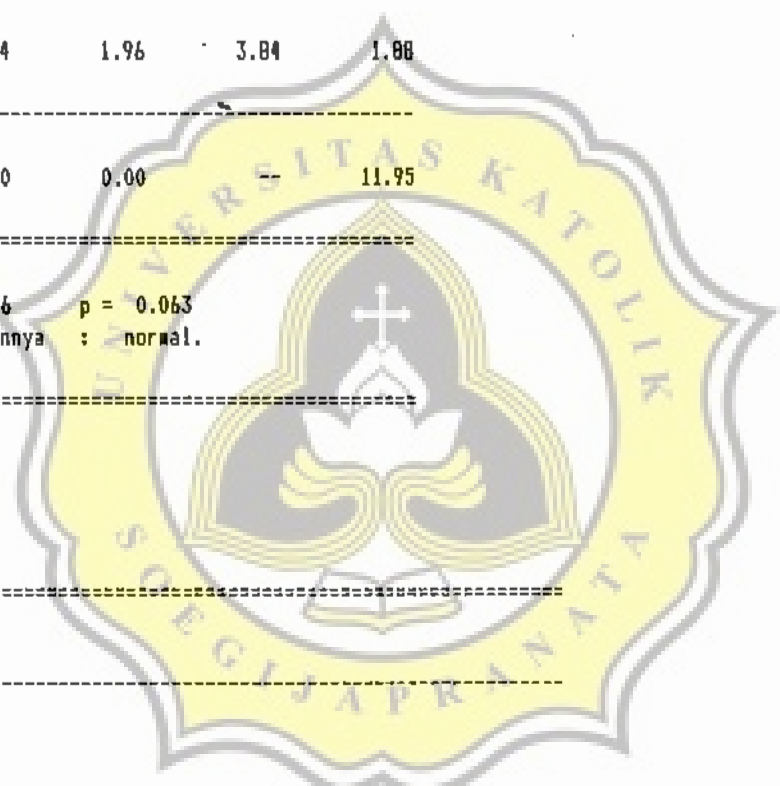 4 1.96 3.84 1.88
0 0.00 -- 11.95
6 p = 0.063
nnya : normal.
UNIVERSITAS KATOLIK
SOEGIJAPRANATA